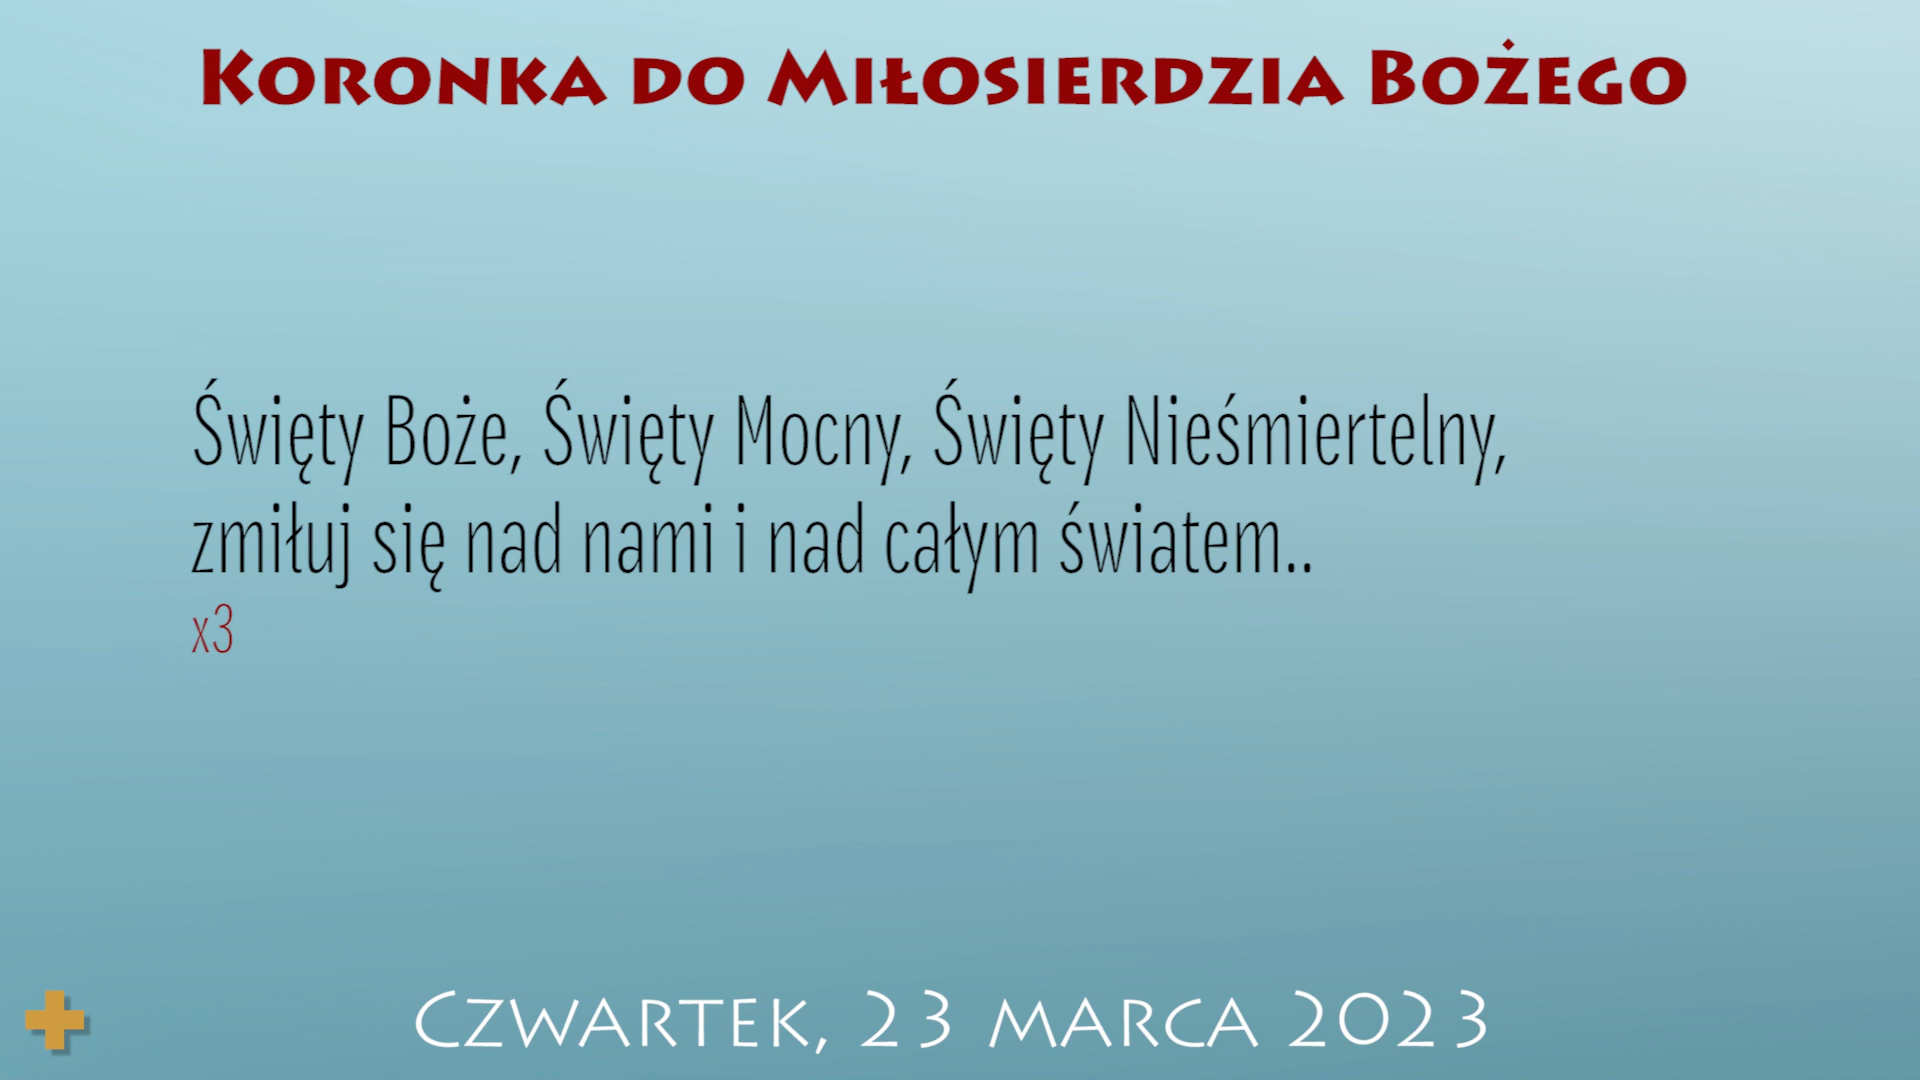 Koronka do Miłosierdzia Bożego
Święty Boże, Święty Mocny, Święty Nieśmiertelny,
zmiłuj się nad nami i nad całym światem..
x3
Czwartek, 23 marca 2023